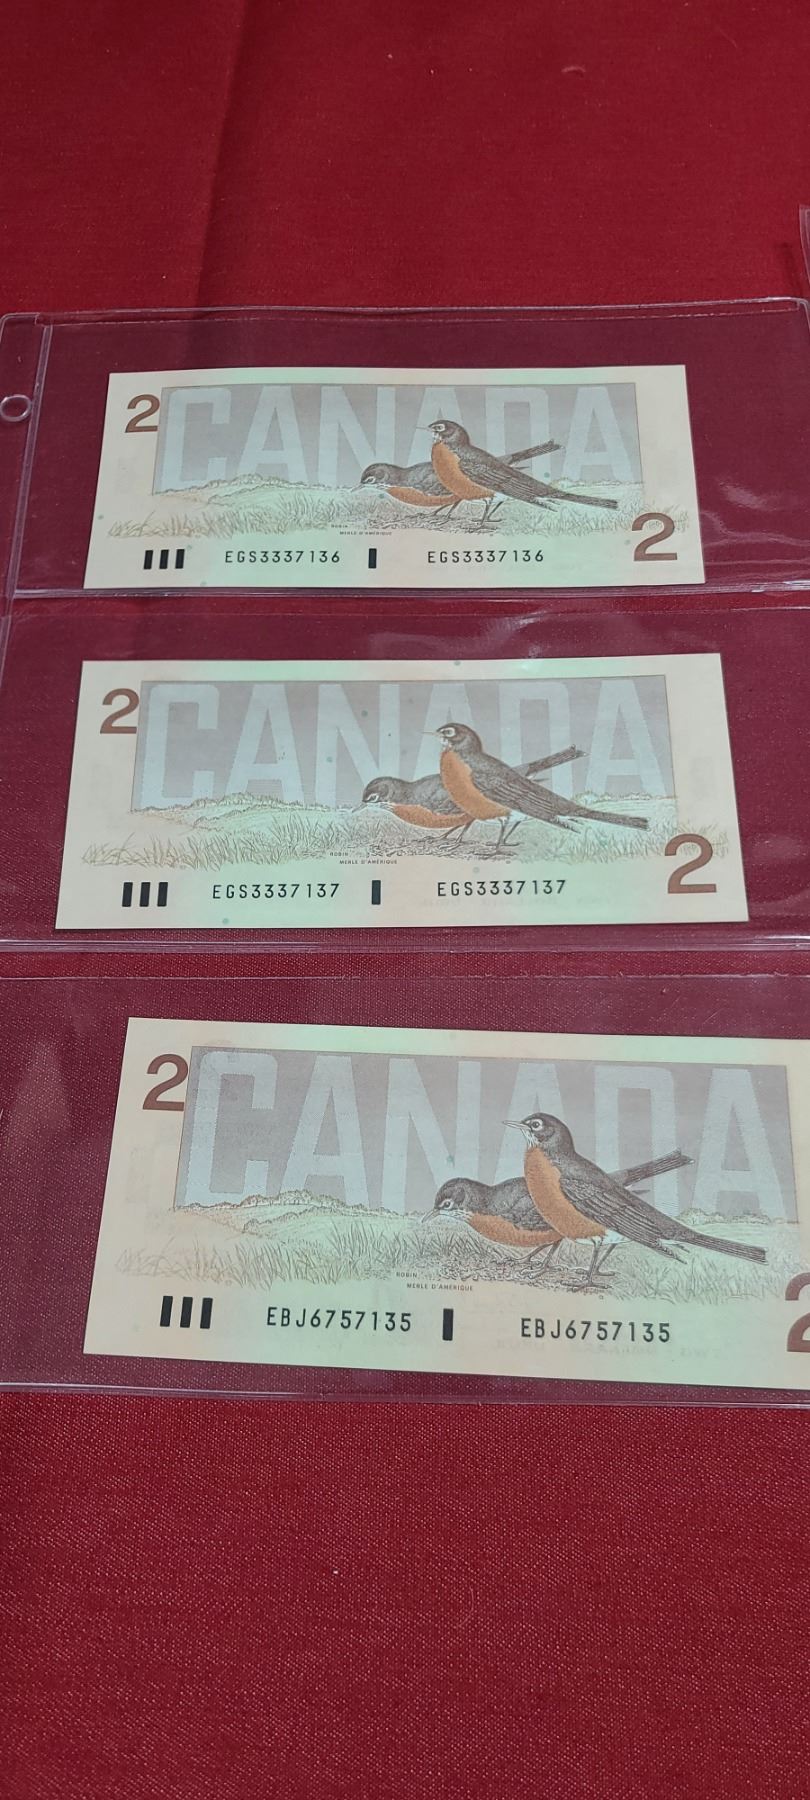 2 CANADA
ROBIN
MERLE D'AMÉRIQUE
2
EGS3337136 EGS3337136
2 CANADA
ROBIN
MERLE D'AMÉRIQUE
2
EGS3337137 EGS3337137
2 CANADA
ROBIN
MERLE D'AMÉRIQUE
2
EBJ6757135 EBJ6757135